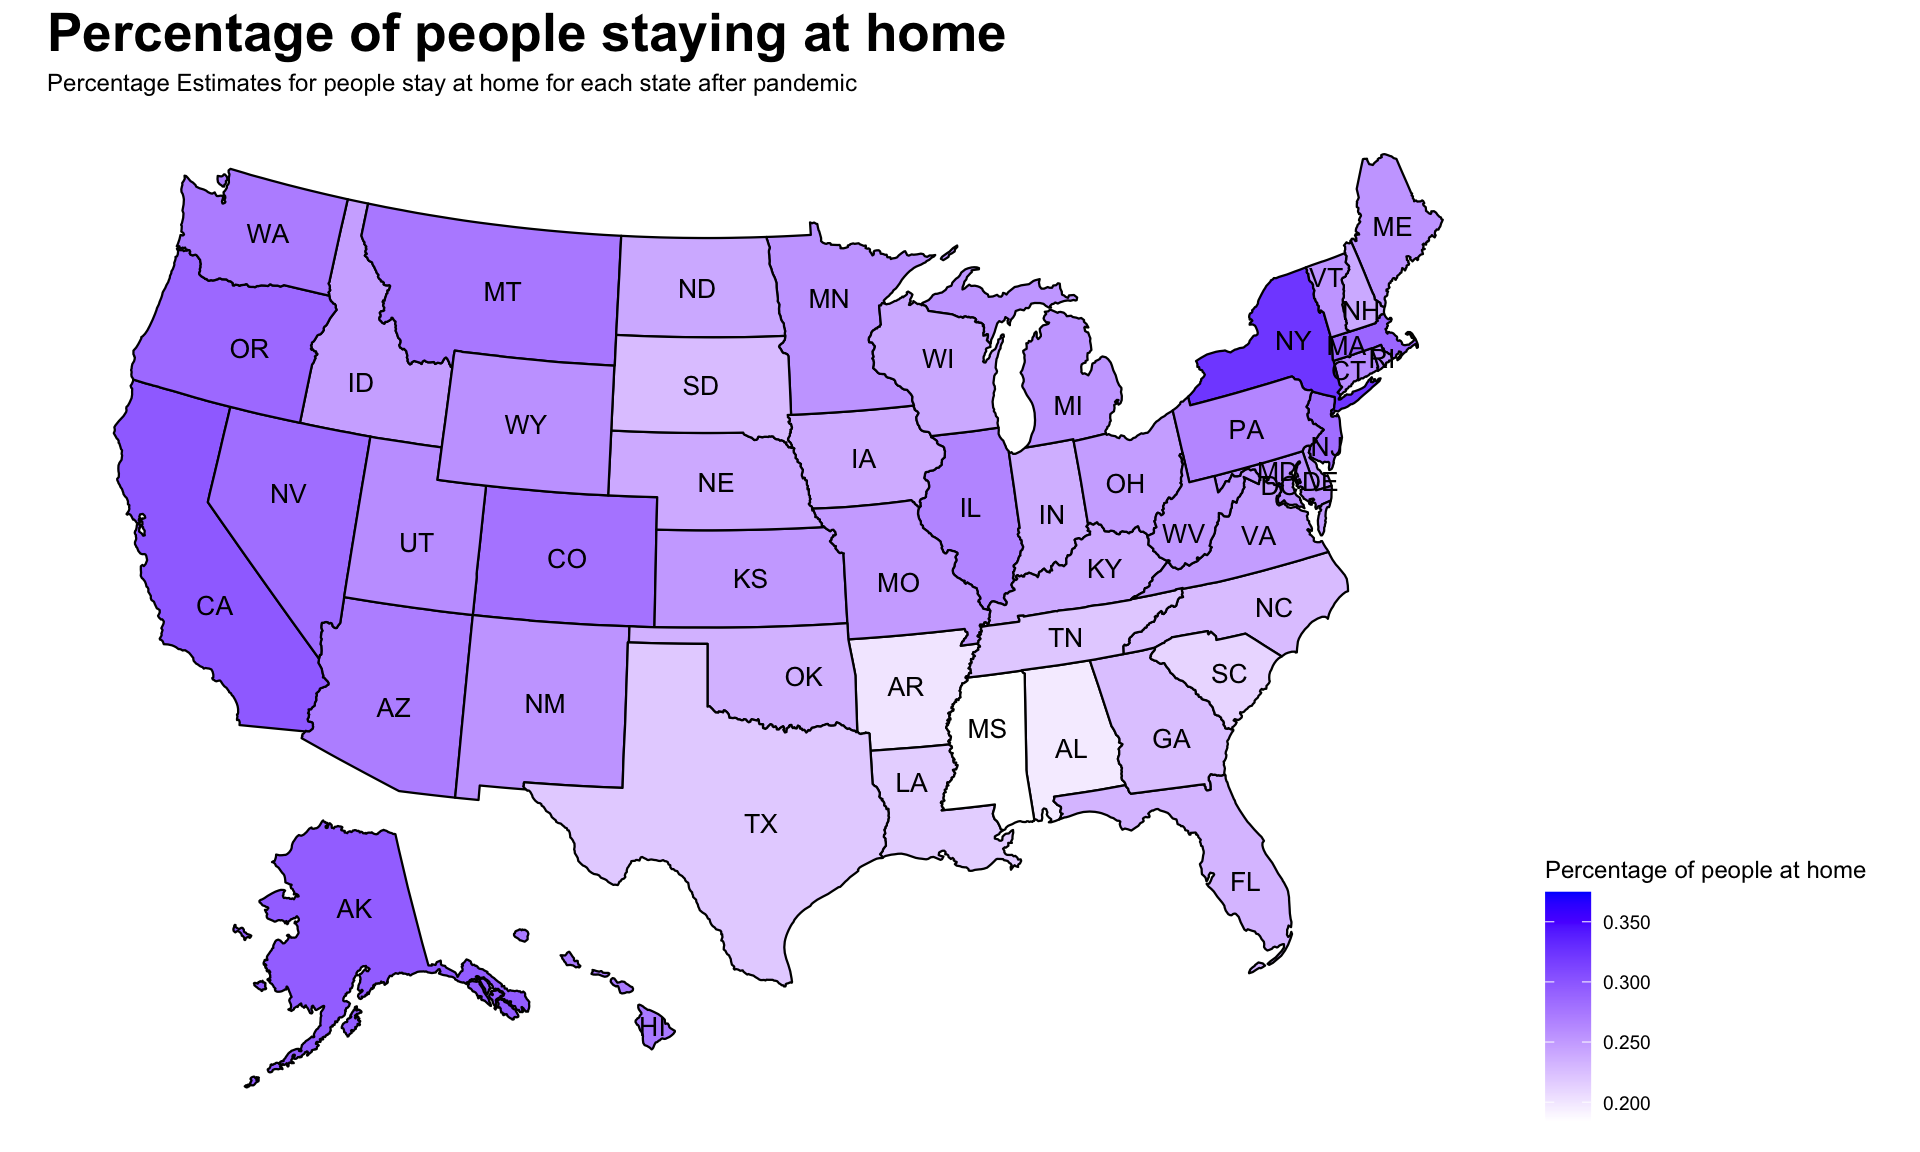 Percentage of people staying at home
Percentage Estimates for people stay at home for each state after pandemic
ME
WA
VT
MT
ND
MN
NH
NY
MA
OR
WI
RI
CT
ID
SD
MI
WY
PA
NJ
IA
MD
NE
OH
DE
DC
NV
IL
IN
WV
VA
UT
CO
KY
KS
MO
CA
NC
TN
SC
OK
AR
NM
AZ
MS
GA
AL
LA
TX
FL
AK
HI
Percentage of people at home
0.350
0.300
0.250
0.200